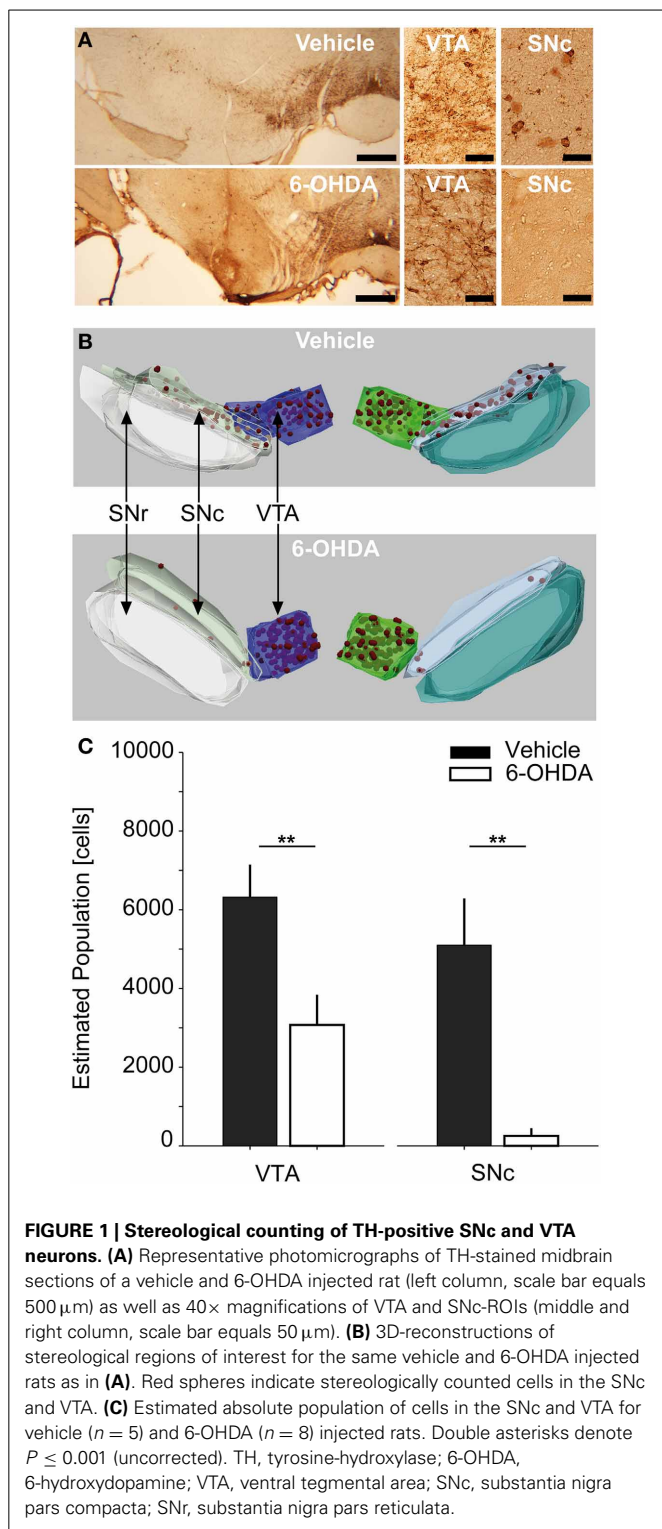 A
Vehicle
VTA
SNc
6-OHDA
VTA
SNc
B
Vehicle
SNr
SNc
VTA
6-OHDA
C
Vehicle
6-OHDA
Estimated Population [cells]
10000
8000
6000
4000
2000
0
**
**
VTA
SNc
FIGURE 1 | Stereological counting of TH-positive SNc and VTA
neurons. (A) Representative photomicrographs of TH-stained midbrain
sections of a vehicle and 6-OHDA injected rat (left column, scale bar equals
500 μm) as well as 40× magnifications of VTA and SNc-ROIs (middle and
right column, scale bar equals 50 μm). (B) 3D-reconstructions of
stereological regions of interest for the same vehicle and 6-OHDA injected
rats as in (A). Red spheres indicate stereologically counted cells in the SNc
and VTA. (C) Estimated absolute population of cells in the SNc and VTA for
vehicle (n = 5) and 6-OHDA (n = 8) injected rats. Double asterisks denote
P ≤ 0.001 (uncorrected). TH, tyrosine-hydroxylase; 6-OHDA,
6-hydroxydopamine; VTA, ventral tegmental area; SNc, substantia nigra
pars compacta; SNr, substantia nigra pars reticulata.